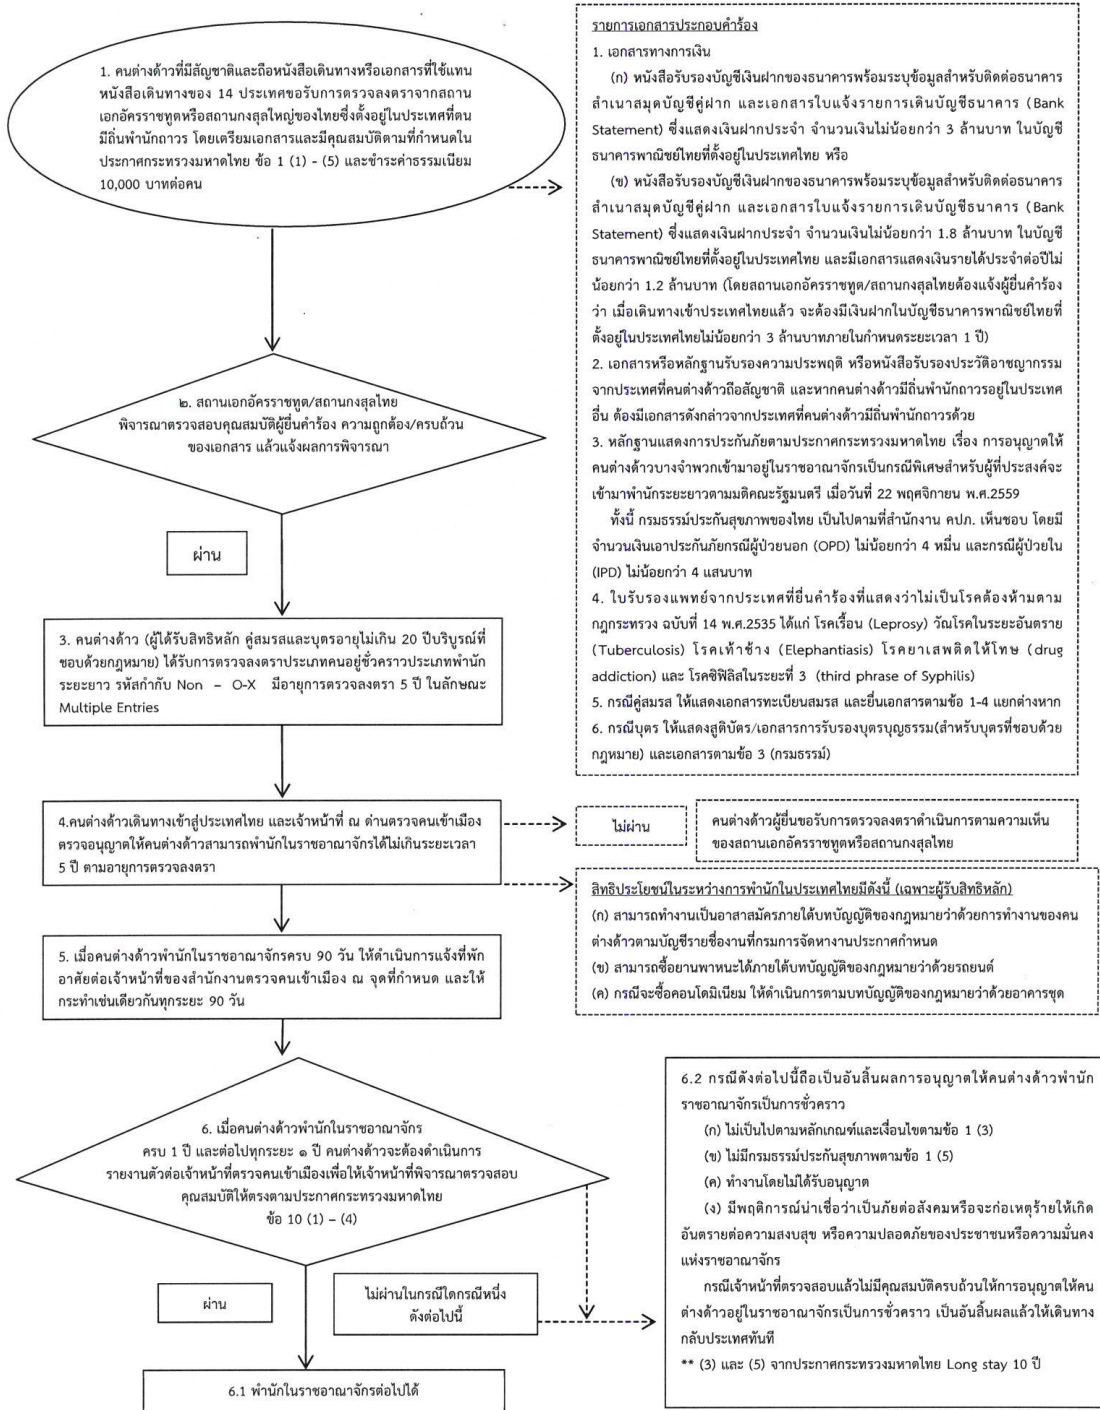 1. คนต่างด้าวที่มีสัญชาติและถือหนังสือเดินทางหรือเอกสารที่ใช้แทน
หนังสือเดินทางของ 14 ประเทศขอรับการตรวจลงตราจากสถาน
เอกอัครราชทูตหรือสถานกงสุลใหญ่ของไทยซึ่งตั้งอยู่ในประเทศที่ตน
มีถิ่นพำนักถาวร โดยเตรียมเอกสารและมีคุณสมบัติตามที่กำหนดใน
ประกาศกระทรวงมหาดไทย ข้อ 1 (1) - (5) และชำระค่าธรรมเนียม
10,000 บาทต่อคน
รายการเอกสารประกอบคำร้อง
1. เอกสารทางการเงิน
(ก) หนังสือรับรองบัญชีเงินฝากของธนาคารพร้อมระบุข้อมูลสำหรับติดต่อธนาคาร
สำเนาสมุดบัญชีคู่ฝาก และเอกสารใบแจ้งรายการเดินบัญชีธนาคาร (Bank
Statement) ซึ่งแสดงเงินฝากประจำ จำนวนเงินไม่น้อยกว่า 3 ล้านบาท ในบัญชี
ธนาคารพาณิชย์ไทยที่ตั้งอยู่ในประเทศไทย หรือ
(ข) หนังสือรับรองบัญชีเงินฝากของธนาคารพร้อมระบุข้อมูลสำหรับติดต่อธนาคาร
สำเนาสมุดบัญชีคู่ฝาก และเอกสารใบแจ้งรายการเดินบัญชีธนาคาร (Bank
Statement) ซึ่งแสดงเงินฝากประจำ จำนวนเงินไม่น้อยกว่า 1.8 ล้านบาท ในบัญชี
ธนาคารพาณิชย์ไทยที่ตั้งอยู่ในประเทศไทย และมีเอกสารแสดงเงินรายได้ประจำต่อปีไม่
น้อยกว่า 1.2 ล้านบาท (โดยสถานเอกอัครราชทูต/สถานกงสุลไทยต้องแจ้งผู้ยื่นคำร้อง
ว่า เมื่อเดินทางเข้าประเทศไทยแล้ว จะต้องมีเงินฝากในบัญชีธนาคารพาณิชย์ไทยที่
ตั้งอยู่ในประเทศไทยไม่น้อยกว่า 3 ล้านบาทภายในกำหนดระยะเวลา 1 ปี)
2. เอกสารหรือหลักฐานรับรองความประพฤติ หรือหนังสือรับรองประวัติอาชญากรรม
จากประเทศที่คนต่างด้าวถือสัญชาติ และหากคนต่างด้าวมีถิ่นพำนักถาวรอยู่ในประเทศ
อื่น ต้องมีเอกสารดังกล่าวจากประเทศที่คนต่างด้าวมีถิ่นพำนักถาวรด้วย
3. หลักฐานแสดงการประกันภัยตามประกาศกระทรวงมหาดไทย เรื่อง การอนุญาตให้
คนต่างด้าวบางจำพวกเข้ามาอยู่ในราชอาณาจักรเป็นกรณีพิเศษสำหรับผู้ที่ประสงค์จะ
เข้ามาพำนักระยะยาวตามมติคณะรัฐมนตรี เมื่อวันที่ 22 พฤศจิกายน พ.ศ.2559
ทั้งนี้ กรมธรรม์ประกันสุขภาพของไทย เป็นไปตามที่สำนักงาน คปภ. เห็นชอบ โดยมี
จำนวนเงินเอาประกันภัยกรณีผู้ป่วยนอก (OPD) ไม่น้อยกว่า 4 หมื่น และกรณีผู้ป่วยใน
(IPD) ไม่น้อยกว่า 4 แสนบาท
4. ใบรับรองแพทย์จากประเทศที่ยื่นคำร้องที่แสดงว่าไม่เป็นโรคต้องห้ามตาม
กฎกระทรวง ฉบับที่ 14 พ.ศ.2535 ได้แก่ โรคเรื้อน (Leprosy) วัณโรคในระยะอันตราย
(Tuberculosis) โรคเท้าช้าง (Elephantiasis) โรคยาเสพติดให้โทษ (drug
addiction) และ โรคซิฟิลิสในระยะที่ 3 (third phrase of Syphilis)
5. กรณีคู่สมรส ให้แสดงเอกสารทะเบียนสมรส และยื่นเอกสารตามข้อ 1-4 แยกต่างหาก
6. กรณีบุตร ให้แสดงสูติบัตร/เอกสารการรับรองบุตรบุญธรรม(สำหรับบุตรที่ชอบด้วย
กฎหมาย) และเอกสารตามข้อ 3 (กรมธรรม์)
๒. สถานเอกอัครราชทูต/สถานกงสุลไทย
พิจารณาตรวจสอบคุณสมบัติผู้ยื่นคำร้อง ความถูกต้อง/ครบถ้วน
ของเอกสาร แล้วแจ้งผลการพิจารณา
ผ่าน
3. คนต่างด้าว (ผู้ได้รับสิทธิหลัก คู่สมรสและบุตรอายุไม่เกิน 20 ปีบริบูรณ์ที่
ชอบด้วยกฎหมาย) ได้รับการตรวจลงตราประเภทคนอยู่ชั่วคราวประเภทพำนัก
ระยะยาว รหัสกำกับ Non – O-X มีอายุการตรวจลงตรา 5 ปี ในลักษณะ
Multiple Entries
4.คนต่างด้าวเดินทางเข้าสู่ประเทศไทย และเจ้าหน้าที่ ณ ด่านตรวจคนเข้าเมือง
ตรวจอนุญาตให้คนต่างด้าวสามารถพำนักในราชอาณาจักรได้ไม่เกินระยะเวลา
5 ปี ตามอายุการตรวจลงตรา
ไม่ผ่าน
คนต่างด้าวผู้ยื่นขอรับการตรวจลงตราดำเนินการตามความเห็น
ของสถานเอกอัครราชทูตหรือสถานกงสุลไทย
สิทธิประโยชน์ในระหว่างการพำนักในประเทศไทยมีดังนี้ (เฉพาะผู้รับสิทธิหลัก)
(ก) สามารถทำงานเป็นอาสาสมัครภายใต้บทบัญญัติของกฎหมายว่าด้วยการทำงานของคน
ต่างด้าวตามบัญชีรายชื่องานที่กรมการจัดหางานประกาศกำหนด
(ข) สามารถซื้อยานพาหนะได้ภายใต้บทบัญญัติของกฎหมายว่าด้วยรถยนต์
(ค) กรณีจะซื้อคอนโดมิเนียม ให้ดำเนินการตามบทบัญญัติของกฎหมายว่าด้วยอาคารชุด
5. เมื่อคนต่างด้าวพำนักในราชอาณาจักรครบ 90 วัน ให้ดำเนินการแจ้งที่พัก
อาศัยต่อเจ้าหน้าที่ของสำนักงานตรวจคนเข้าเมือง ณ จุดที่กำหนด และให้
กระทำเช่นเดียวกันทุกระยะ 90 วัน
6. เมื่อคนต่างด้าวพำนักในราชอาณาจักร
ครบ 1 ปี และต่อไปทุกระยะ ๑ ปี คนต่างด้าวจะต้องดำเนินการ
รายงานตัวต่อเจ้าหน้าที่ตรวจคนเข้าเมืองเพื่อให้เจ้าหน้าที่พิจารณาตรวจสอบ
คุณสมบัติให้ตรงตามประกาศกระทรวงมหาดไทย
ข้อ 10 (1) – (4)
ผ่าน
ไม่ผ่านในกรณีใดกรณีหนึ่ง
ดังต่อไปนี้
6.1 พำนักในราชอาณาจักรต่อไปได้
6.2 กรณีดังต่อไปนี้ถือเป็นอันสิ้นผลการอนุญาตให้คนต่างด้าวพำนัก
ราชอาณาจักรเป็นการชั่วคราว
(ก) ไม่เป็นไปตามหลักเกณฑ์และเงื่อนไขตามข้อ 1 (3)
(ข) ไม่มีกรมธรรม์ประกันสุขภาพตามข้อ 1 (5)
(ค) ทำงานโดยไม่ได้รับอนุญาต
(ง) มีพฤติการณ์น่าเชื่อว่าเป็นภัยต่อสังคมหรือจะก่อเหตุร้ายให้เกิด
อันตรายต่อความสงบสุข หรือความปลอดภัยของประชาชนหรือความมั่นคง
แห่งราชอาณาจักร
กรณีเจ้าหน้าที่ตรวจสอบแล้วไม่มีคุณสมบัติครบถ้วนให้การอนุญาตให้คน
ต่างด้าวอยู่ในราชอาณาจักรเป็นการชั่วคราว เป็นอันสิ้นผลแล้วให้เดินทาง
กลับประเทศทันที
** (3) และ (5) จากประกาศกระทรวงมหาดไทย Long stay 10 ปี